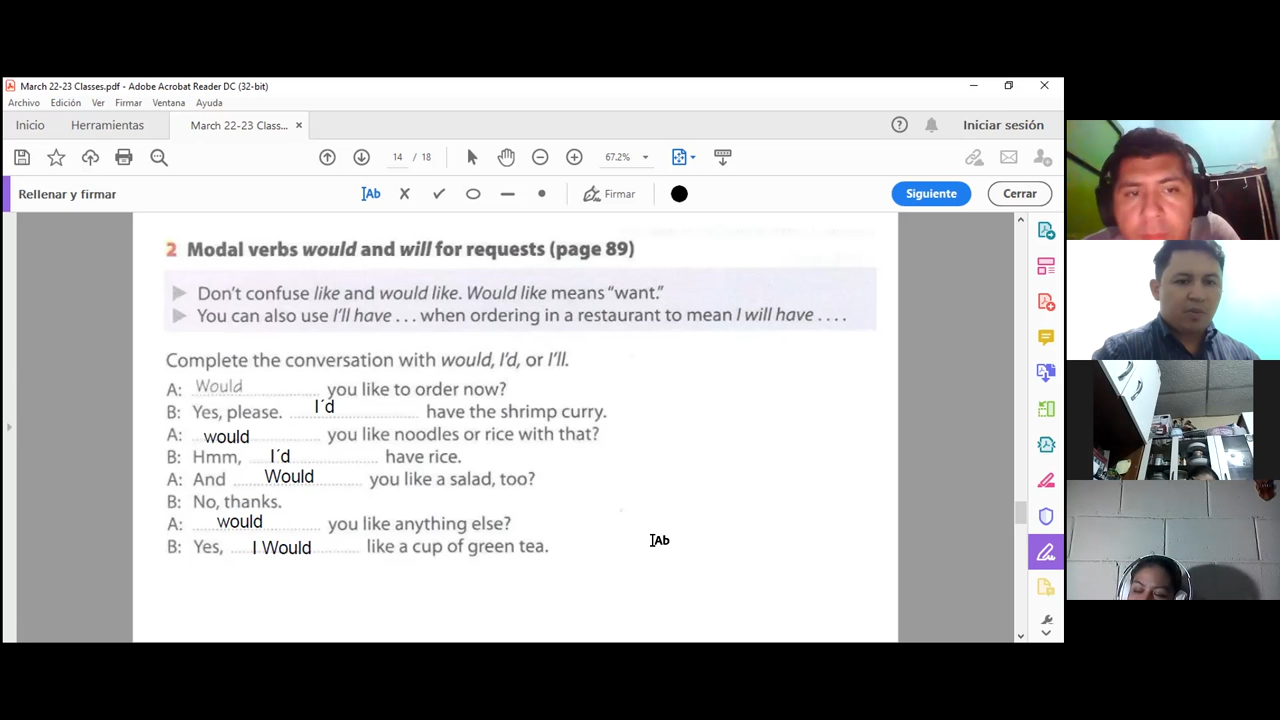 March 22-23 Classes.pdf - Adobe Acrobat Reader DC (32-bit)
Archivo Edición Ver Firmar Ventana Ayuda
Inicio Herramientas March 22-23 Class... × Iniciar sesión
14 / 18 67.2%
Rellenar y firmar Ab Firmar Siguiente Cerrar
2 Modal verbs would and will for requests (page 89)
Don't confuse like and would like. Would like means "want."
You can also use I'll have . . . when ordering in a restaurant to mean I will have . . . .
Complete the conversation with would, I'd, or I'll.
A: Would you like to order now?
B: Yes, please. I´d have the shrimp curry.
A: would you like noodles or rice with that?
B: Hmm, I´d have rice.
A: And Would you like a salad, too?
B: No, thanks.
A: would you like anything else?
B: Yes, I Would like a cup of green tea.
Ab